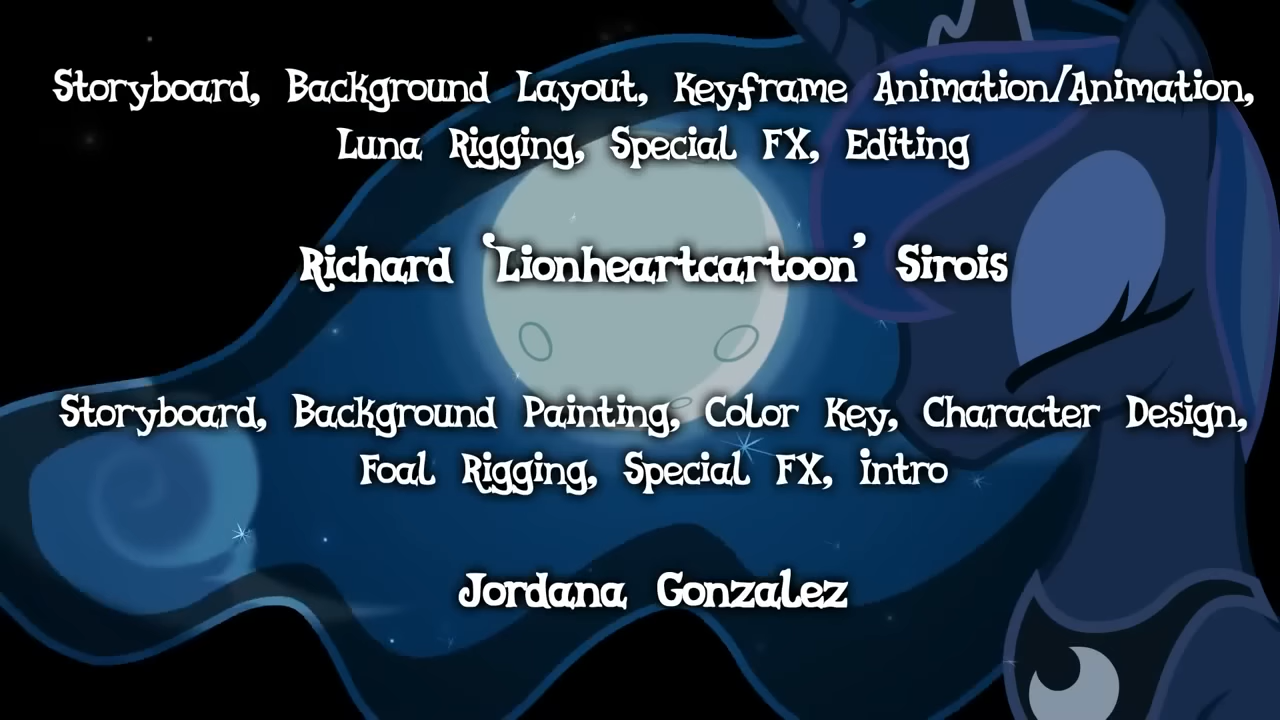 Storyboard, Background Layout, Keyframe Animation/Animation,
Luna Rigging, Special FX, Editing
Richard 'Lionheartcartoon' Sirois
Storyboard, Background Painting, Color Key, Character Design,
Foal Rigging, Special FX, Intro
Jordana Gonzalez